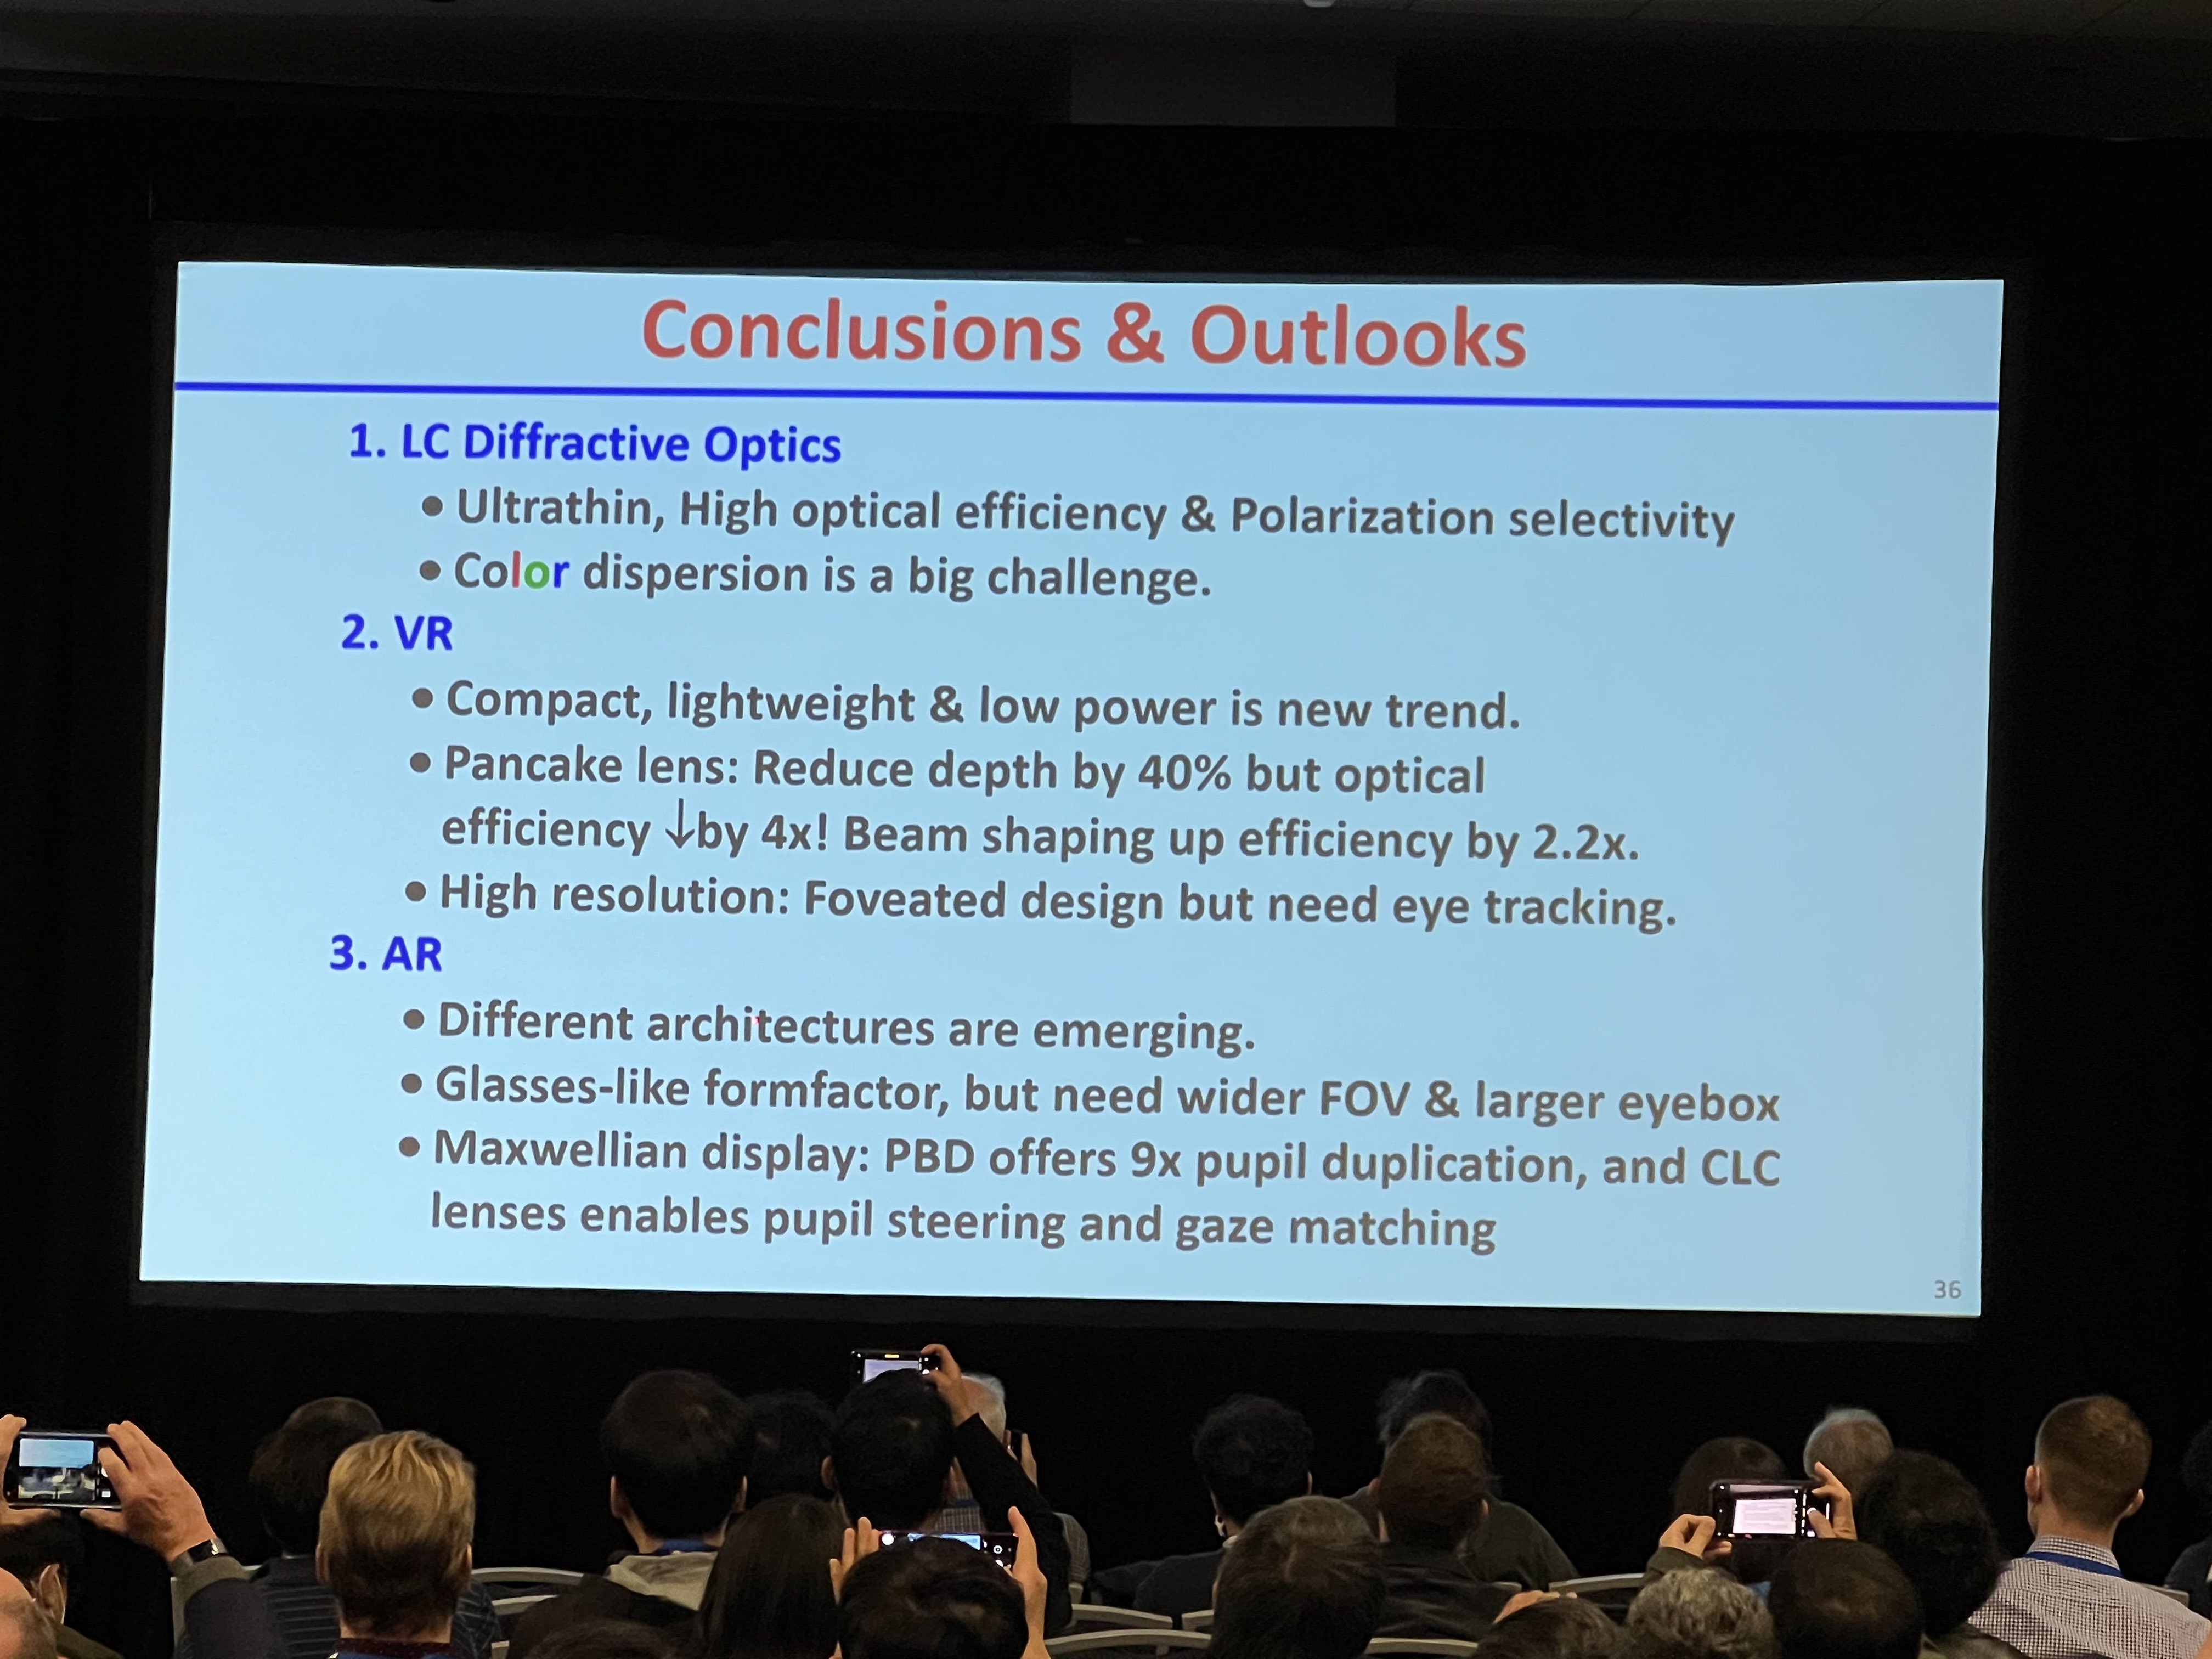 Conclusions & Outlooks
1. LC Diffractive Optics
• Ultrathin, High optical efficiency & Polarization selectivity
• Color dispersion is a big challenge.
2. VR
• Compact, lightweight & low power is new trend.
• Pancake lens: Reduce depth by 40% but optical
efficiency ↓by 4x! Beam shaping up efficiency by 2.2x.
• High resolution: Foveated design but need eye tracking.
3. AR
• Different architectures are emerging.
• Glasses-like formfactor, but need wider FOV & larger eyebox
• Maxwellian display: PBD offers 9x pupil duplication, and CLC
lenses enables pupil steering and gaze matching
36